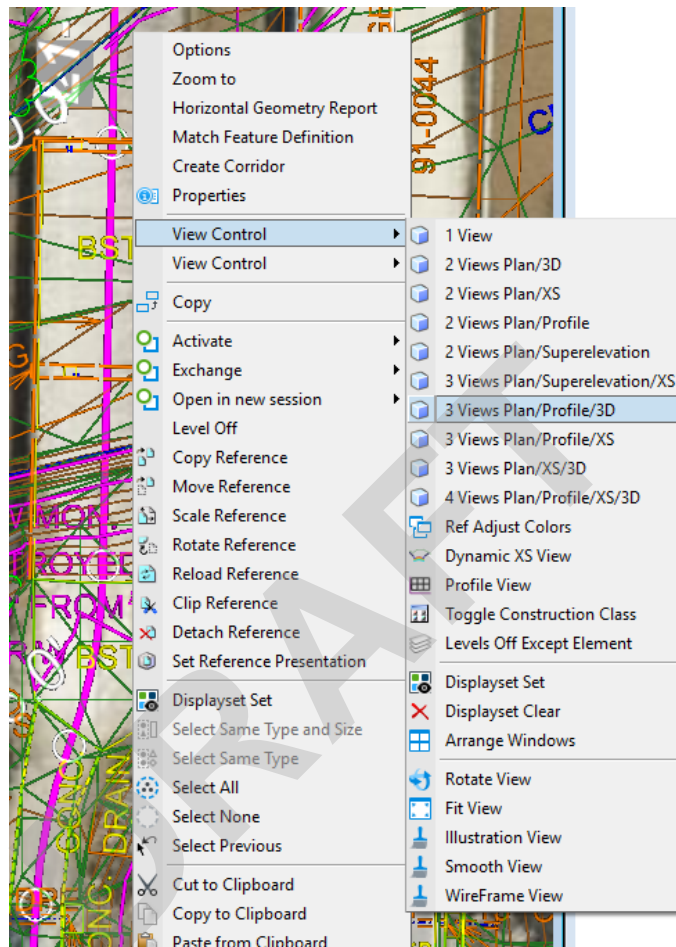 Options
Zoom to
Horizontal Geometry Report
Match Feature Definition
Create Corridor
Properties
View Control
View Control
Copy
Activate
Exchange
Open in new session
Level Off
Copy Reference
Move Reference
Scale Reference
Rotate Reference
Reload Reference
Clip Reference
Detach Reference
Set Reference Presentation
Displayset Set
Select Same Type and Size
Select Same Type
Select All
Select None
Select Previous
Cut to Clipboard
Copy to Clipboard
Paste from Clipboard
1 View
2 Views Plan/3D
2 Views Plan/XS
2 Views Plan/Profile
2 Views Plan/Superelevation
3 Views Plan/Superelevation/XS
3 Views Plan/Profile/3D
3 Views Plan/Profile/XS
3 Views Plan/XS/3D
4 Views Plan/Profile/XS/3D
Ref Adjust Colors
Dynamic XS View
Profile View
Toggle Construction Class
Levels Off Except Element
Displayset Set
Displayset Clear
Arrange Windows
Rotate View
Fit View
Illustration View
Smooth View
WireFrame View
91-0044
BST
MON.
"FROM"
BST
CONC.
DRAIN
DRAFT